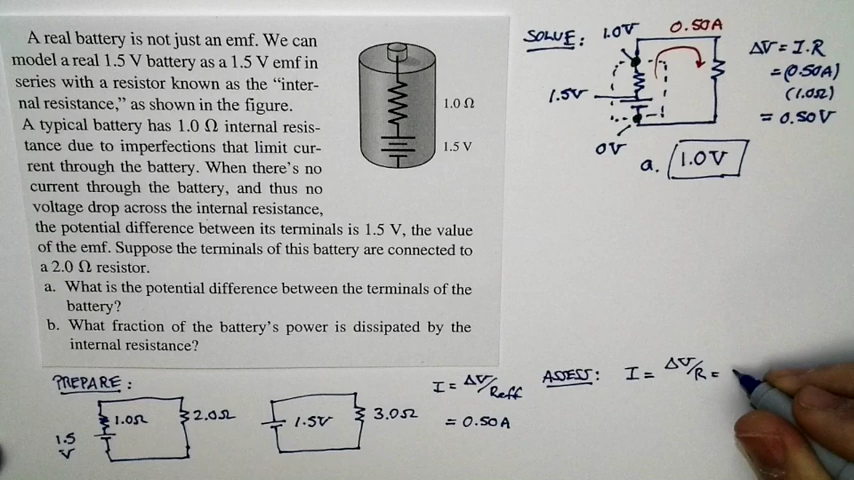 A real battery is not just an emf. We can
model a real 1.5 V battery as a 1.5 V emf in
series with a resistor known as the “inter-
nal resistance,” as shown in the figure.
A typical battery has 1.0 Ω internal resis-
tance due to imperfections that limit cur-
rent through the battery. When there’s no
current through the battery, and thus no
voltage drop across the internal resistance,
the potential difference between its terminals is 1.5 V, the value
of the emf. Suppose the terminals of this battery are connected to
a 2.0 Ω resistor.
a. What is the potential difference between the terminals of the
battery?
b. What fraction of the battery’s power is dissipated by the
internal resistance?
1.0 Ω
1.5 V
PREPARE:
1.5
V
1.0Ω
2.0Ω
1.5V
3.0Ω
I = ΔV/Reff
= 0.50A
SOLVE:
1.0V
0.50A
1.5V
0V
ΔV = I.R
= (0.50A)
(1.0Ω)
= 0.50V
a. 1.0V
ASSESS: I = ΔV/R =